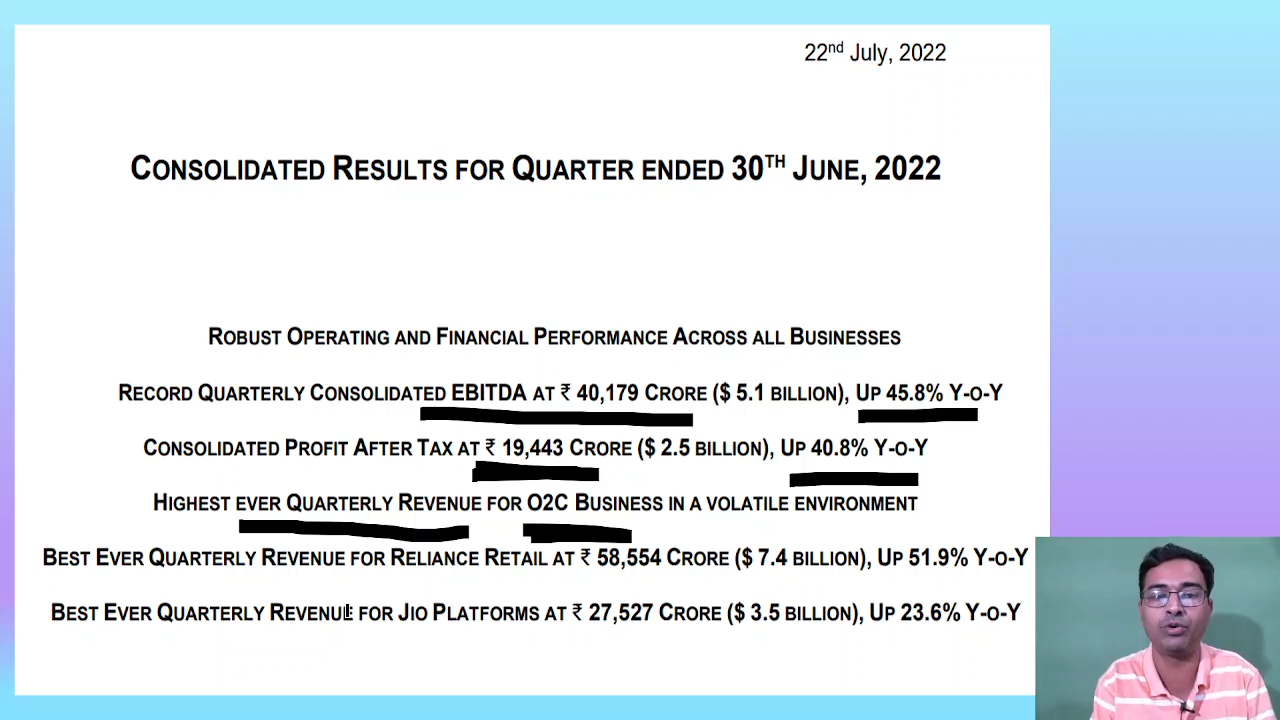 22nd July, 2022
CONSOLIDATED RESULTS FOR QUARTER ENDED 30TH JUNE, 2022
ROBUST OPERATING AND FINANCIAL PERFORMANCE ACROSS ALL BUSINESSES
RECORD QUARTERLY CONSOLIDATED EBITDA AT ₹ 40,179 CRORE ($ 5.1 BILLION), UP 45.8% Y-O-Y
CONSOLIDATED PROFIT AFTER TAX AT ₹ 19,443 CRORE ($ 2.5 BILLION), UP 40.8% Y-O-Y
HIGHEST EVER QUARTERLY REVENUE FOR O2C BUSINESS IN A VOLATILE ENVIRONMENT
BEST EVER QUARTERLY REVENUE FOR RELIANCE RETAIL AT ₹ 58,554 CRORE ($ 7.4 BILLION), UP 51.9% Y-O-Y
BEST EVER QUARTERLY REVENUE FOR JIO PLATFORMS AT ₹ 27,527 CRORE ($ 3.5 BILLION), UP 23.6% Y-O-Y